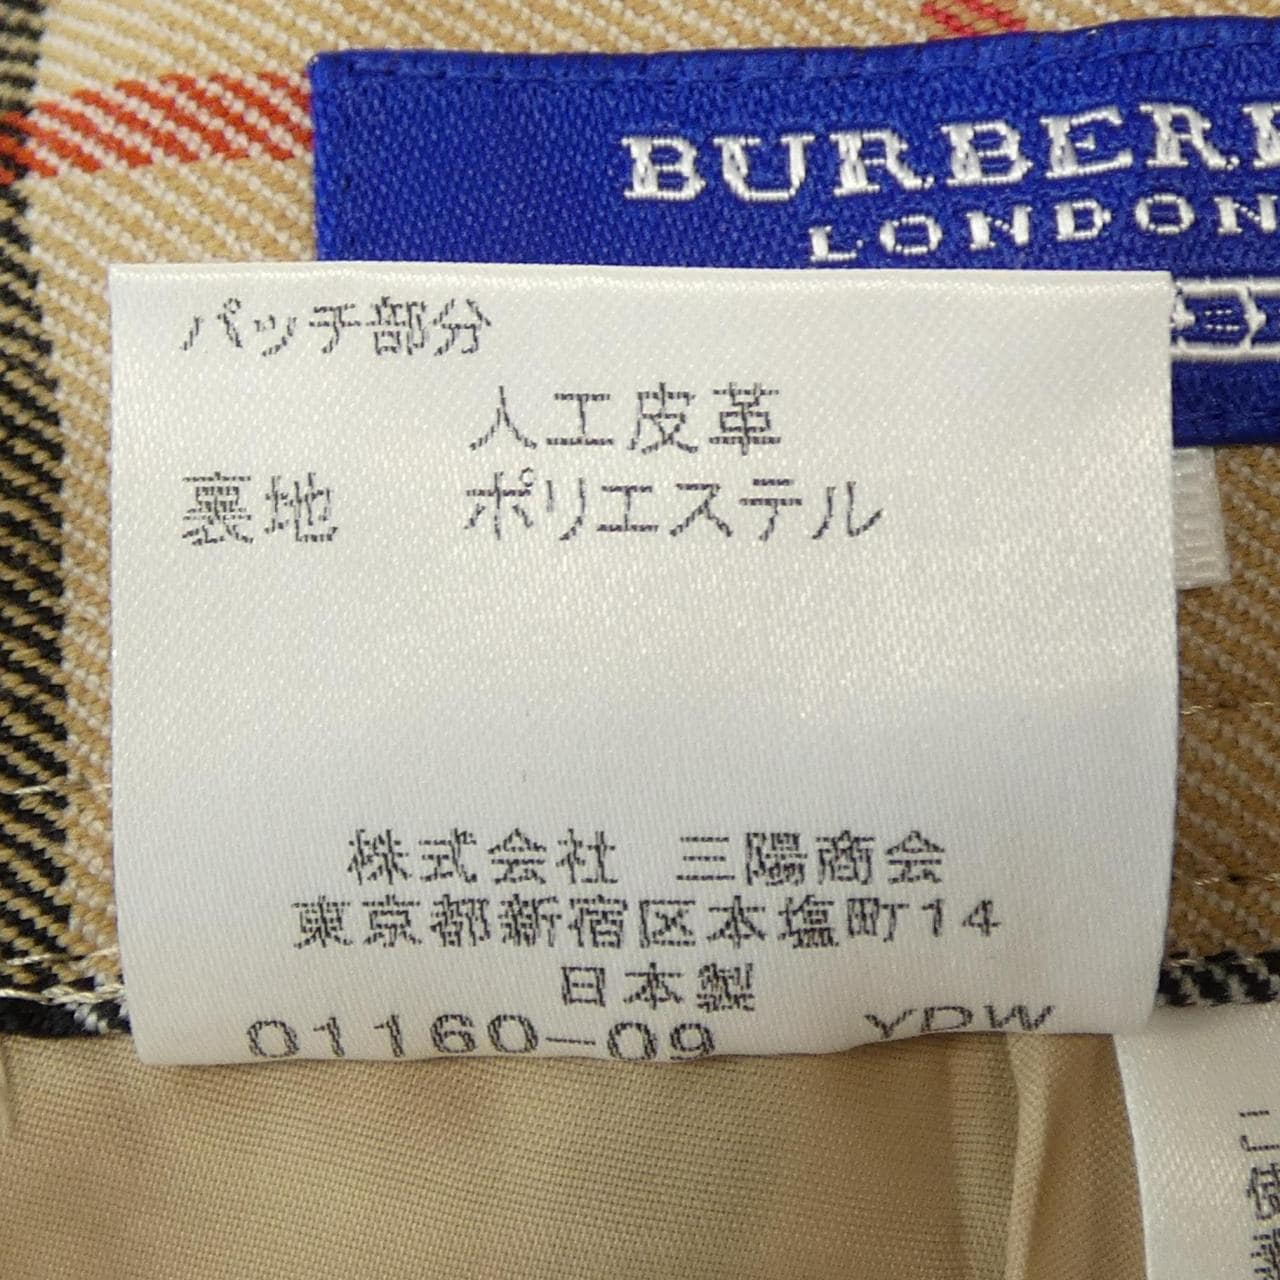 BURBER
LONDON
パッチ部分
人工皮革
裏地 ポリエステル
株式会社 三陽商会
東京都新宿区本塩町14
日本製
01160-09 YDW